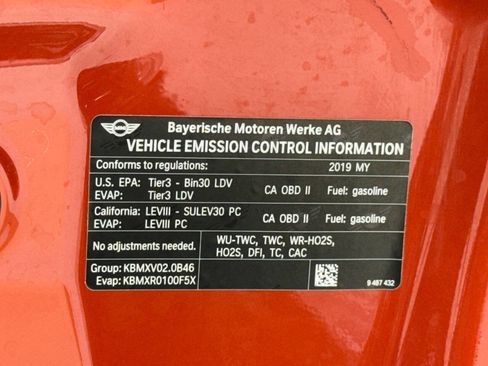 MINI
Bayerische Motoren Werke AG
VEHICLE EMISSION CONTROL INFORMATION
Conforms to regulations: 2019 MY
U.S. EPA: Tier3 - Bin30 LDV CA OBD II Fuel: gasoline
EVAP: Tier3 LDV
California: LEVIII - SULEV30 PC CA OBD II Fuel: gasoline
EVAP: LEVIII PC
No adjustments needed. WU-TWC, TWC, WR-HO2S,
HO2S, DFI, TC, CAC
Group: KBMXV02.0B46
Evap: KBMXR0100F5X
9 487 432